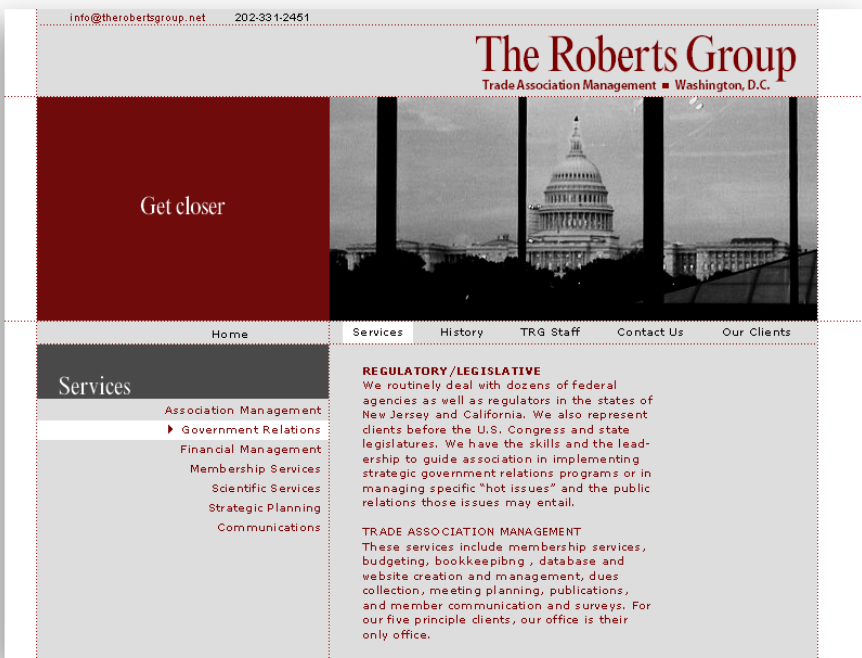 info@therobertsgroup.net 202-331-2451
The Roberts Group
Trade Association Management ■ Washington, D.C.
Get closer
Home Services History TRG Staff Contact Us Our Clients
Services
Association Management
Government Relations
Financial Management
Membership Services
Scientific Services
Strategic Planning
Communications
REGULATORY/LEGISLATIVE
We routinely deal with dozens of federal
agencies as well as regulators in the states of
New Jersey and California. We also represent
clients before the U.S. Congress and state
legislatures. We have the skills and the lead-
ership to guide association in implementing
strategic government relations programs or in
managing specific “hot issues” and the public
relations those issues may entail.
TRADE ASSOCIATION MANAGEMENT
These services include membership services,
budgeting, bookkeepibng , database and
website creation and management, dues
collection, meeting planning, publications,
and member communication and surveys. For
our five principle clients, our office is their
only office.